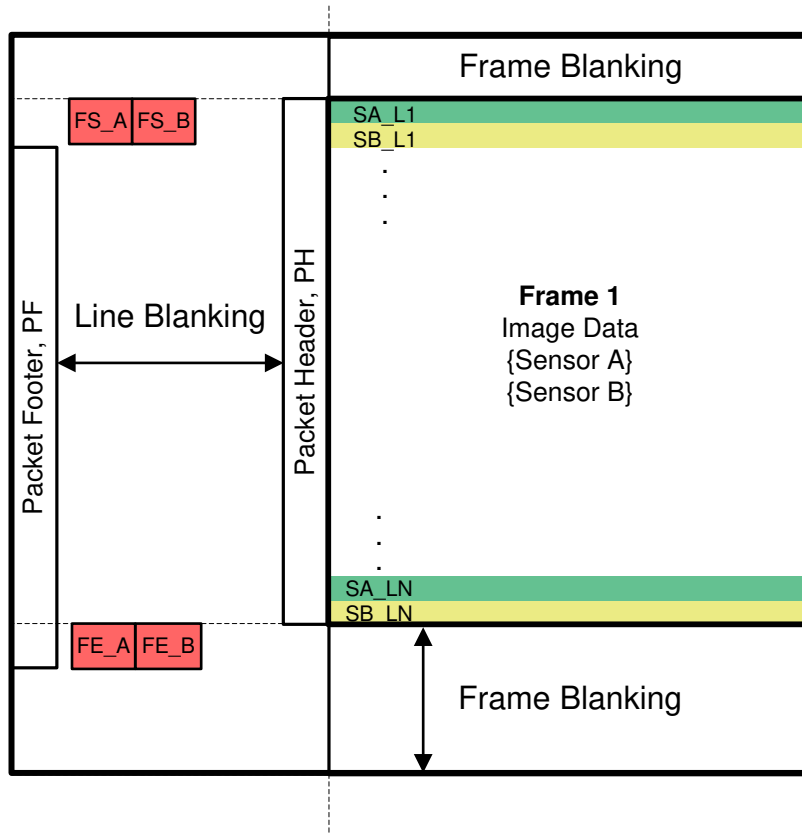 Frame Blanking
FS_A FS_B
SA_L1
SB_L1
.
.
.
Packet Footer, PF
Line Blanking
Packet Header, PH
Frame 1
Image Data
{Sensor A}
{Sensor B}
.
.
.
SA_LN
SB_LN
FE_A FE_B
Frame Blanking